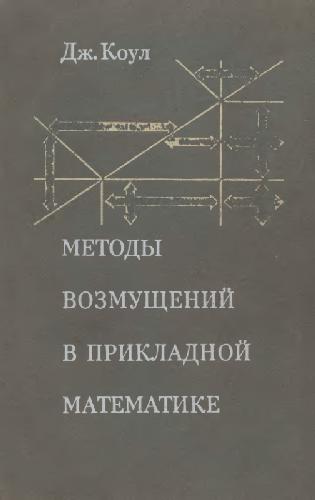 Дж. Коул
МЕТОДЫ
ВОЗМУЩЕНИЙ
В ПРИКЛАДНОЙ
МАТЕМАТИКЕ